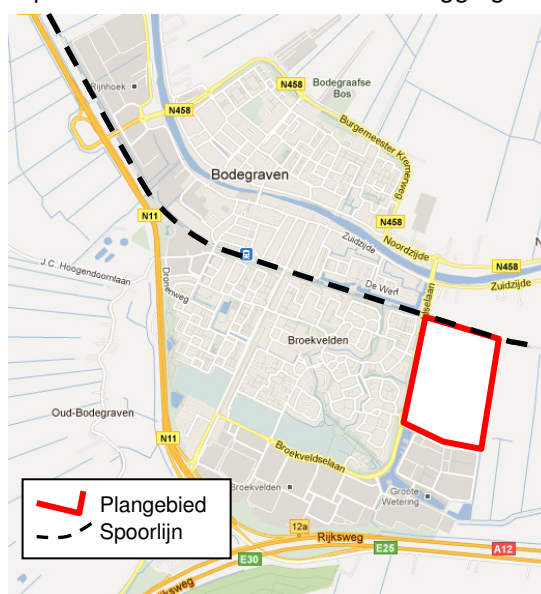 Rijnhoek
N458
N458
Bodegraafse
Bos
Burgemeester Kremerweg
Bodegraven
N11
N458
Zuidzijde
Noordzijde
N458
Zuidzijde
J.C. Hoogendoornlaan
Dronenweg
De Werf
Broekvelden
Oud-Bodegraven
N11
Broekveldselaan
Broekvelden
Groote
Wetering
Plangebied
Spoorlijn
12a
Rijksweg
E25
A12
E30